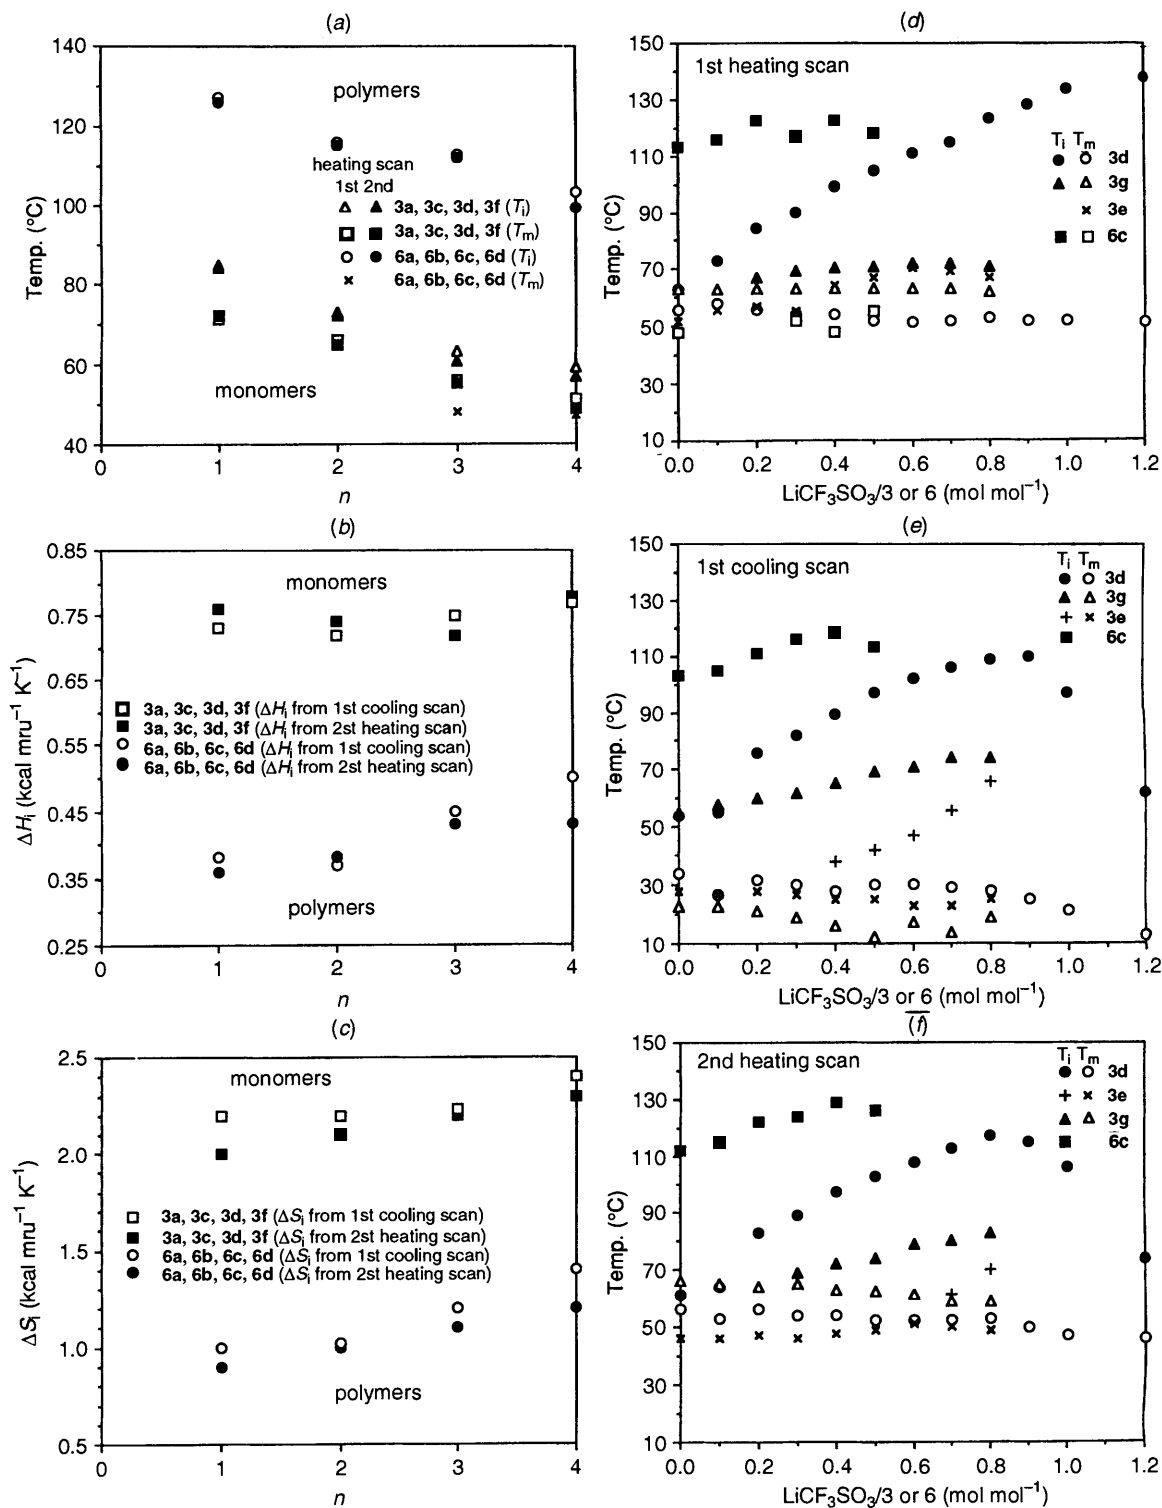 (a)
140
120
100
80
60
40
Temp. (°C)
polymers
heating scan
1st 2nd
3a, 3c, 3d, 3f (Ti)
3a, 3c, 3d, 3f (Tm)
6a, 6b, 6c, 6d (Ti)
6a, 6b, 6c, 6d (Tm)
monomers
0 1 2 3 4
n
(b)
0.85
0.75
0.65
0.55
0.45
0.35
0.25
ΔHi (kcal mru−1 K−1)
monomers
3a, 3c, 3d, 3f (ΔHi from 1st cooling scan)
3a, 3c, 3d, 3f (ΔHi from 2st heating scan)
6a, 6b, 6c, 6d (ΔHi from 1st cooling scan)
6a, 6b, 6c, 6d (ΔHi from 2st heating scan)
polymers
0 1 2 3 4
n
(c)
2.5
2.0
1.5
1.0
0.5
ΔSi (kcal mru−1 K−1)
monomers
3a, 3c, 3d, 3f (ΔSi from 1st cooling scan)
3a, 3c, 3d, 3f (ΔSi from 2st heating scan)
6a, 6b, 6c, 6d (ΔSi from 1st cooling scan)
6a, 6b, 6c, 6d (ΔSi from 2st heating scan)
polymers
0 1 2 3 4
n
(d)
150
130
110
90
70
50
30
10
Temp. (°C)
1st heating scan
Ti Tm
3d
3g
3e
6c
0.0 0.2 0.4 0.6 0.8 1.0 1.2
LiCF3SO3/3 or 6 (mol mol−1)
(e)
150
130
110
90
70
50
30
10
Temp. (°C)
1st cooling scan
Ti Tm
3d
3g
3e
6c
0.0 0.2 0.4 0.6 0.8 1.0 1.2
LiCF3SO3/3 or 6 (mol mol−1)
(f)
150
130
110
90
70
50
30
10
Temp. (°C)
2nd heating scan
Ti Tm
3d
3e
3g
6c
0.0 0.2 0.4 0.6 0.8 1.0 1.2
LiCF3SO3/3 or 6 (mol mol−1)